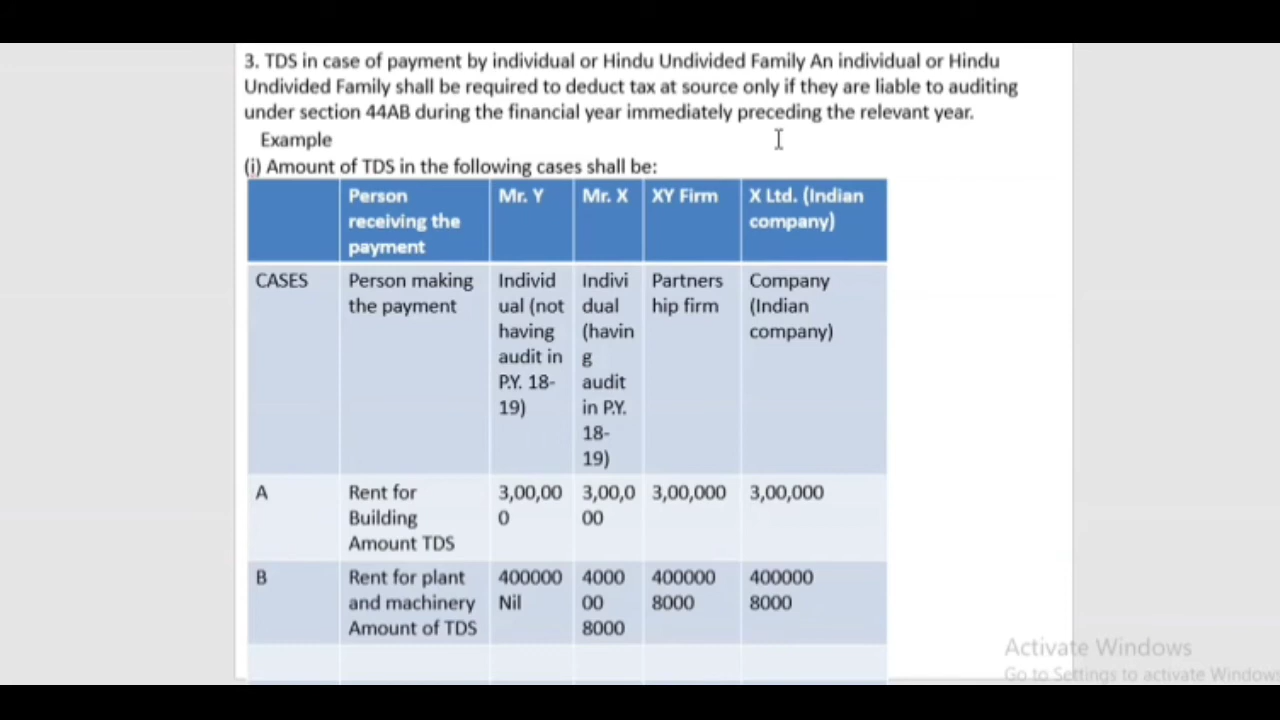 3. TDS in case of payment by individual or Hindu Undivided Family An individual or Hindu
Undivided Family shall be required to deduct tax at source only if they are liable to auditing
under section 44AB during the financial year immediately preceding the relevant year.
Example
(i) Amount of TDS in the following cases shall be:
Person receiving the payment
Mr. Y
Mr. X
XY Firm
X Ltd. (Indian company)
CASES
Person making the payment
Individ
ual (not
having
audit in
P.Y. 18-
19)
Indivi
dual
(havin
g
audit
in P.Y.
18-
19)
Partners
hip firm
Company
(Indian
company)
A
Rent for
Building
Amount TDS
3,00,00
0
3,00,0
00
3,00,000
3,00,000
B
Rent for plant
and machinery
Amount of TDS
400000
Nil
4000
00
8000
400000
8000
400000
8000
Activate Windows
Go to Settings to activate Window